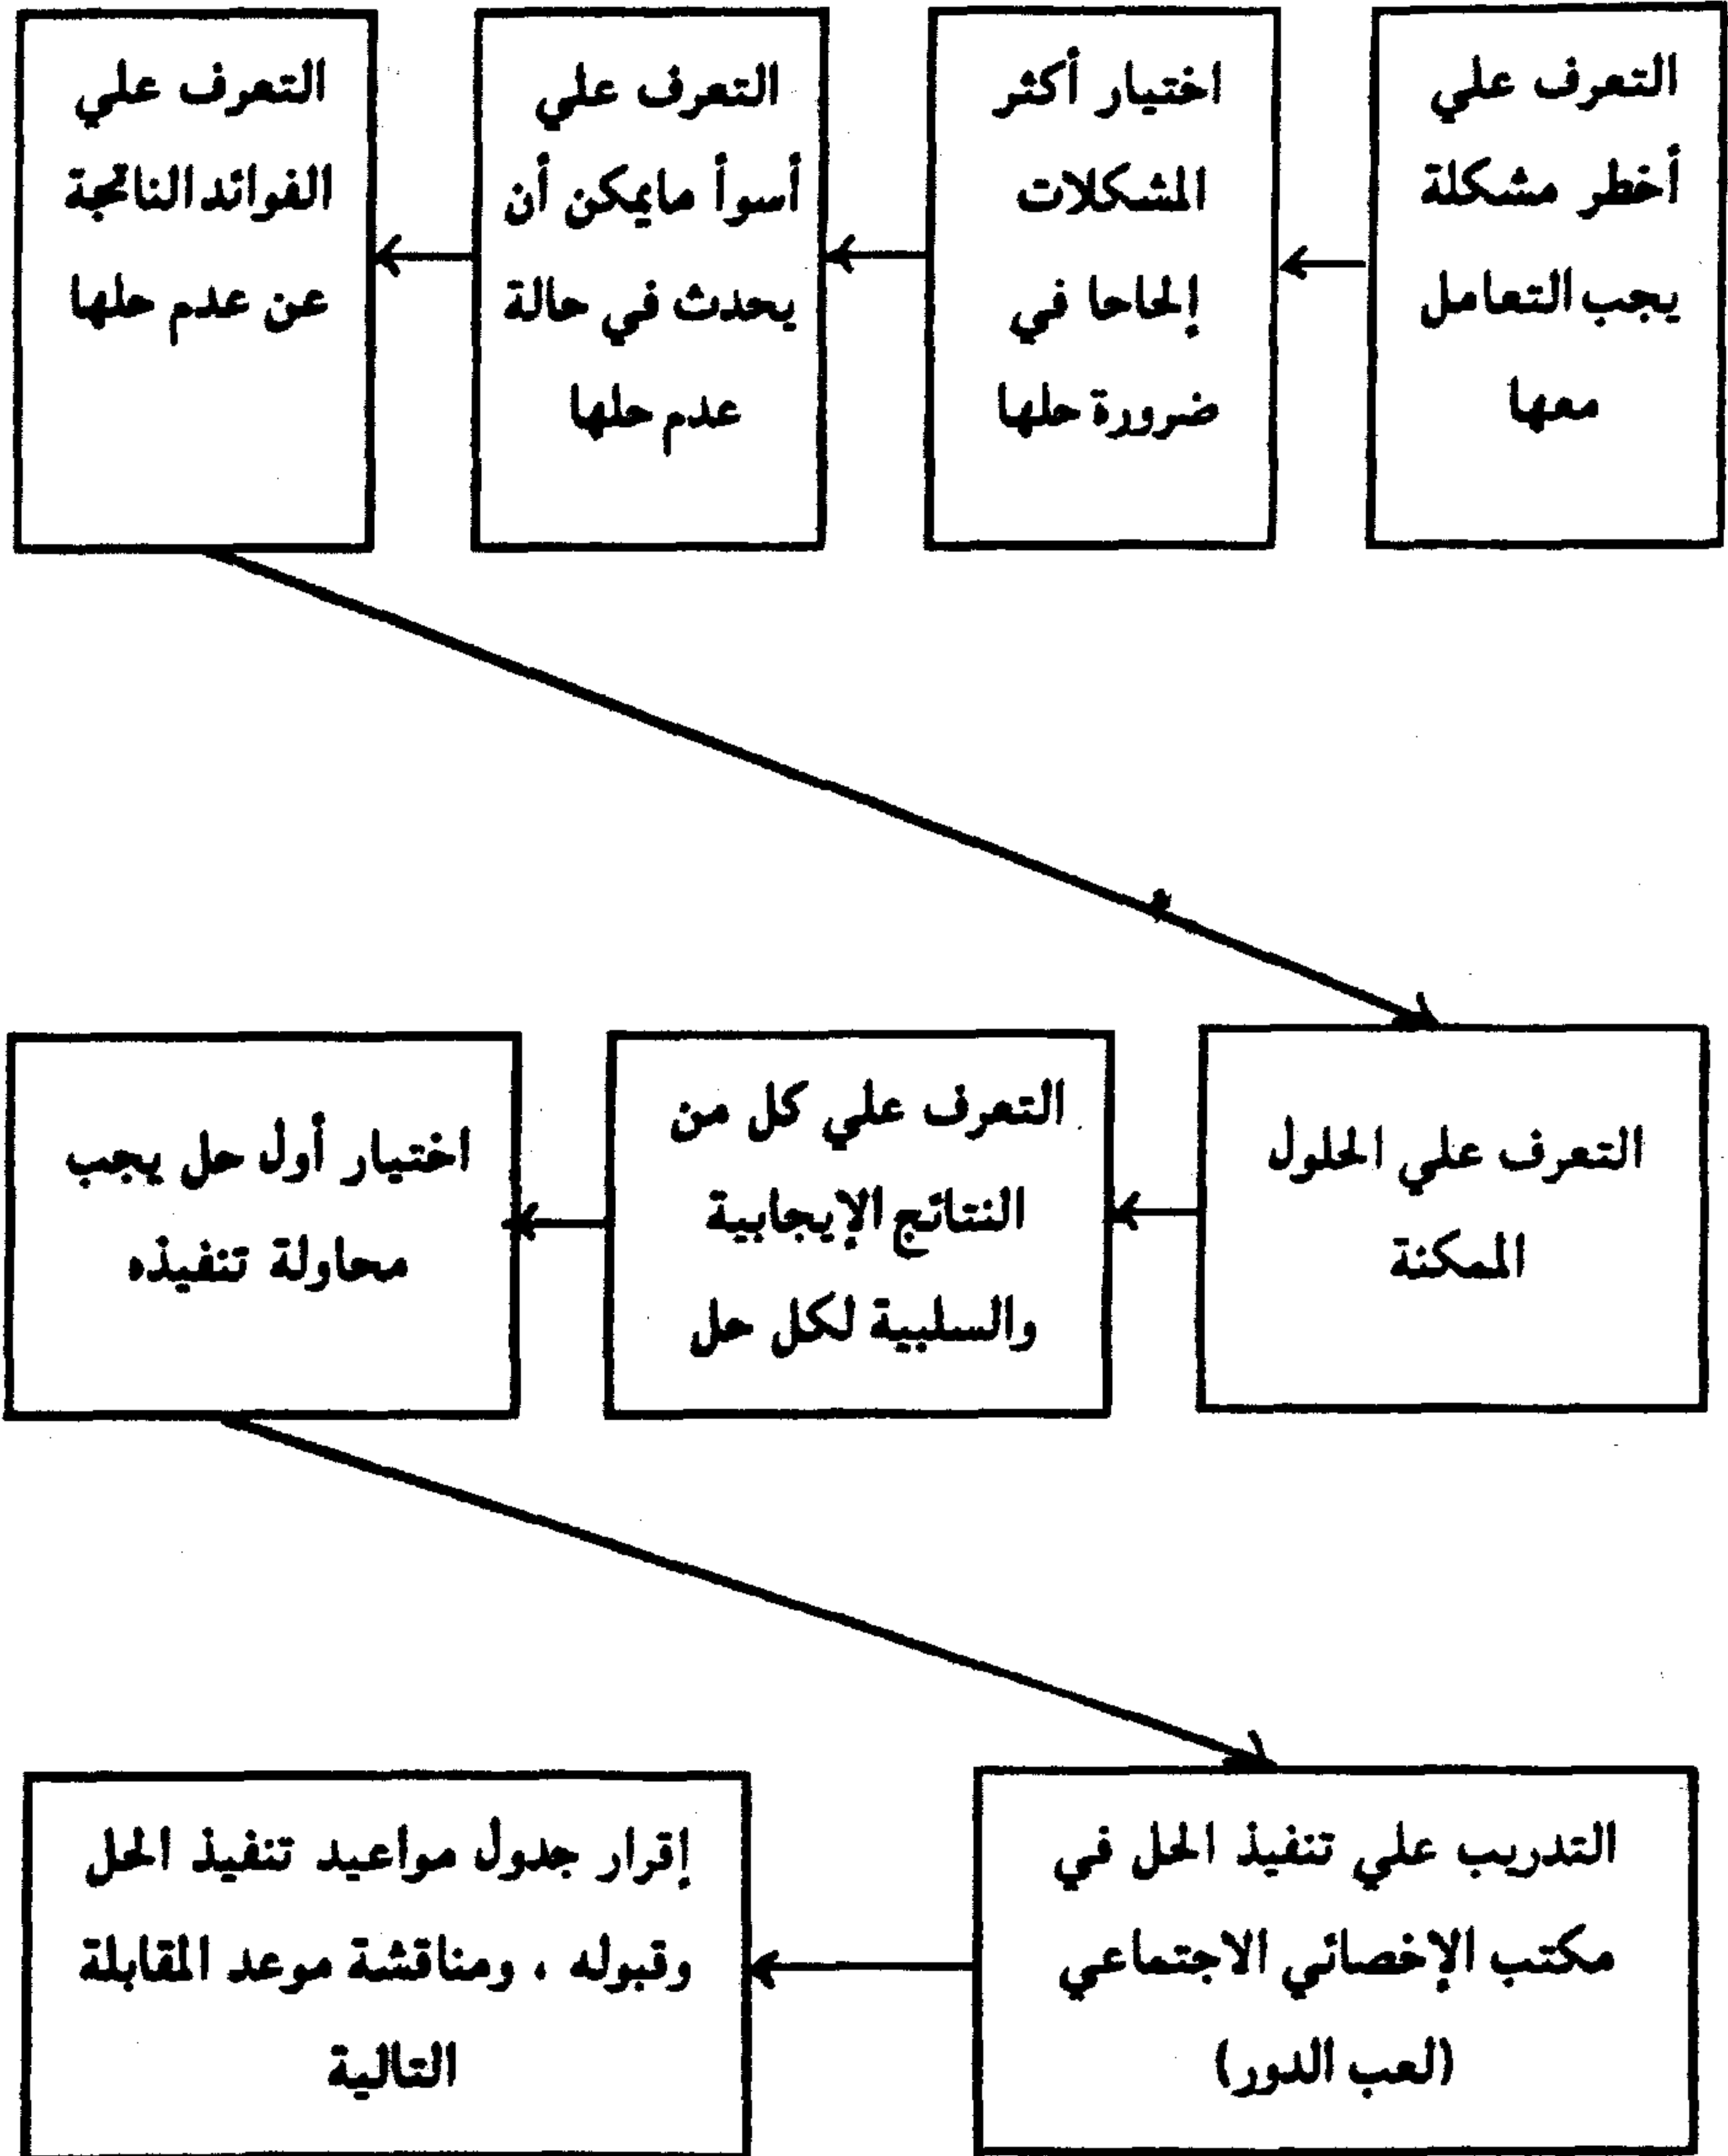 التعرف علي
أخطر مشكلة
يجب التعامل
معها
اختيار أكثر
المشكلات
إلحاحا في
ضرورة حلها
التعرف علي
أسوأ مايمكن أن
يحدث في حالة
عدم حلها
التعرف علي
الفوائد الناتجة
عن عدم حلها
التعرف علي الحلول
الممكنة
التعرف علي كل من
النتائج الإيجابية
والسلبية لكل حل
اختيار أول حل يجب
محاولة تنفيذه
التدريب علي تنفيذ الحل في
مكتب الإخصائي الاجتماعي
(لعب الدور)
إقرار جدول مواعيد تنفيذ الحل
وقبوله ، ومناقشة موعد المقابلة
التالية